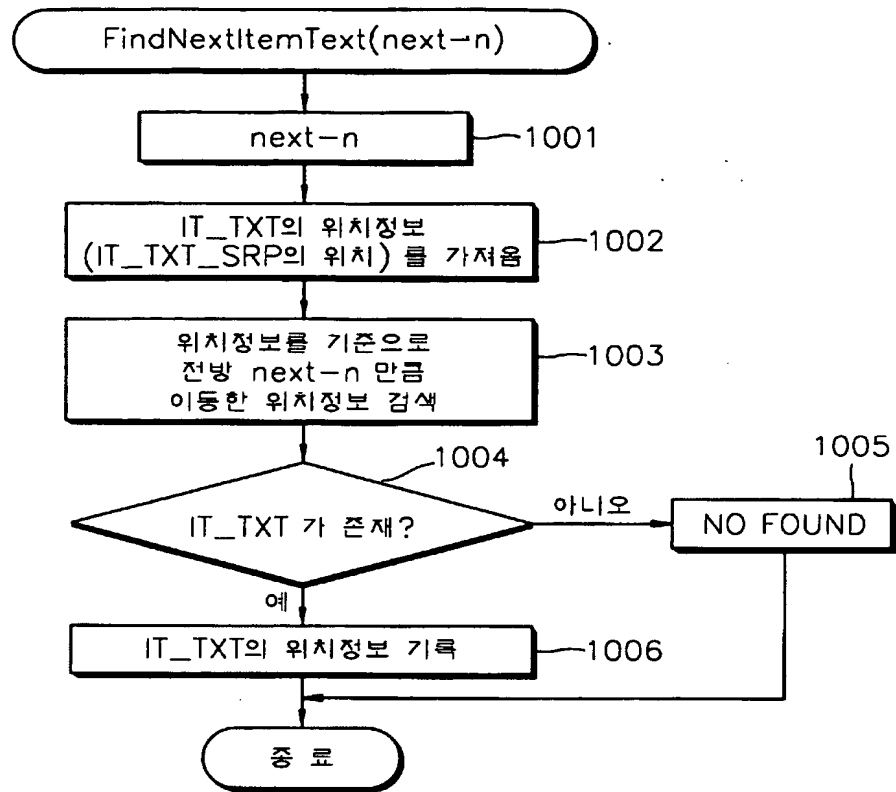 FindNextItemText(next-n)
next-n
1001
IT_TXT의 위치정보
(IT_TXT_SRP의 위치)를 가져옴
1002
위치정보를 기준으로
전방 next-n 만큼
이동한 위치정보 검색
1003
1004
IT_TXT 가 존재?
아니오
1005
NO FOUND
예
IT_TXT의 위치정보 기록
1006
종 료